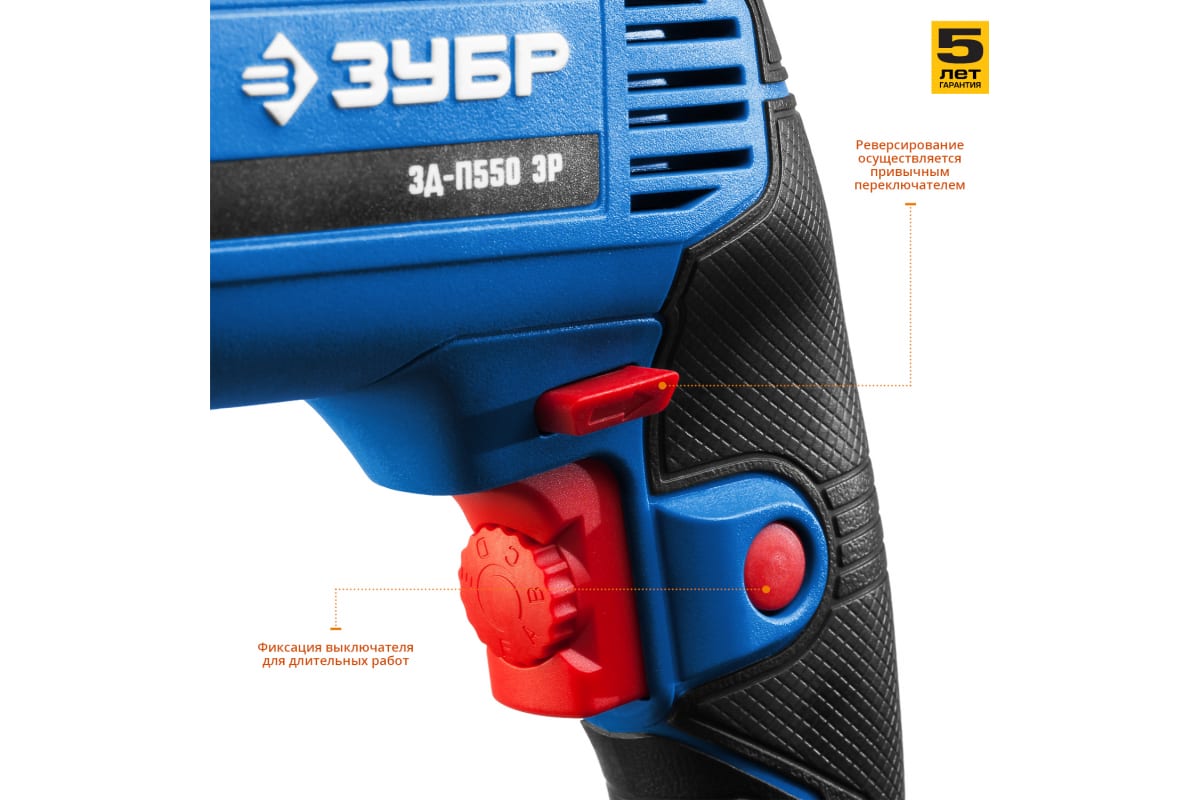 ЗУБР
ЗД-П550 ЭР
5
лет
ГАРАНТИЯ
Реверсирование
осуществляется
привычным
переключателем
Фиксация выключателя
для длительных работ